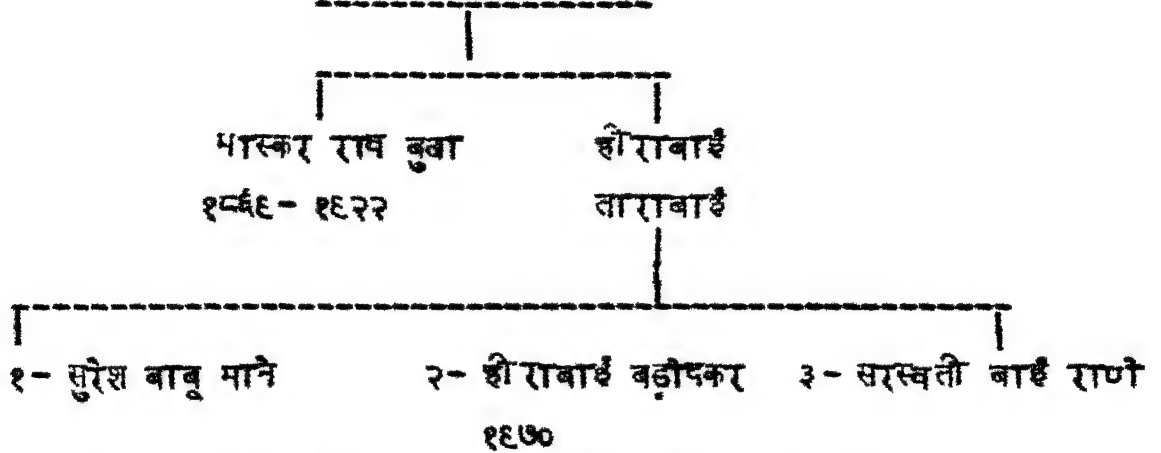 भास्कर राव बुवा हीराबाई
१८६९- १९२२ ताराबाई
१- सुरेश बाबू माने २- हीराबाई बड़ोदकर ३- सरस्वती बाई राणे
१९७०